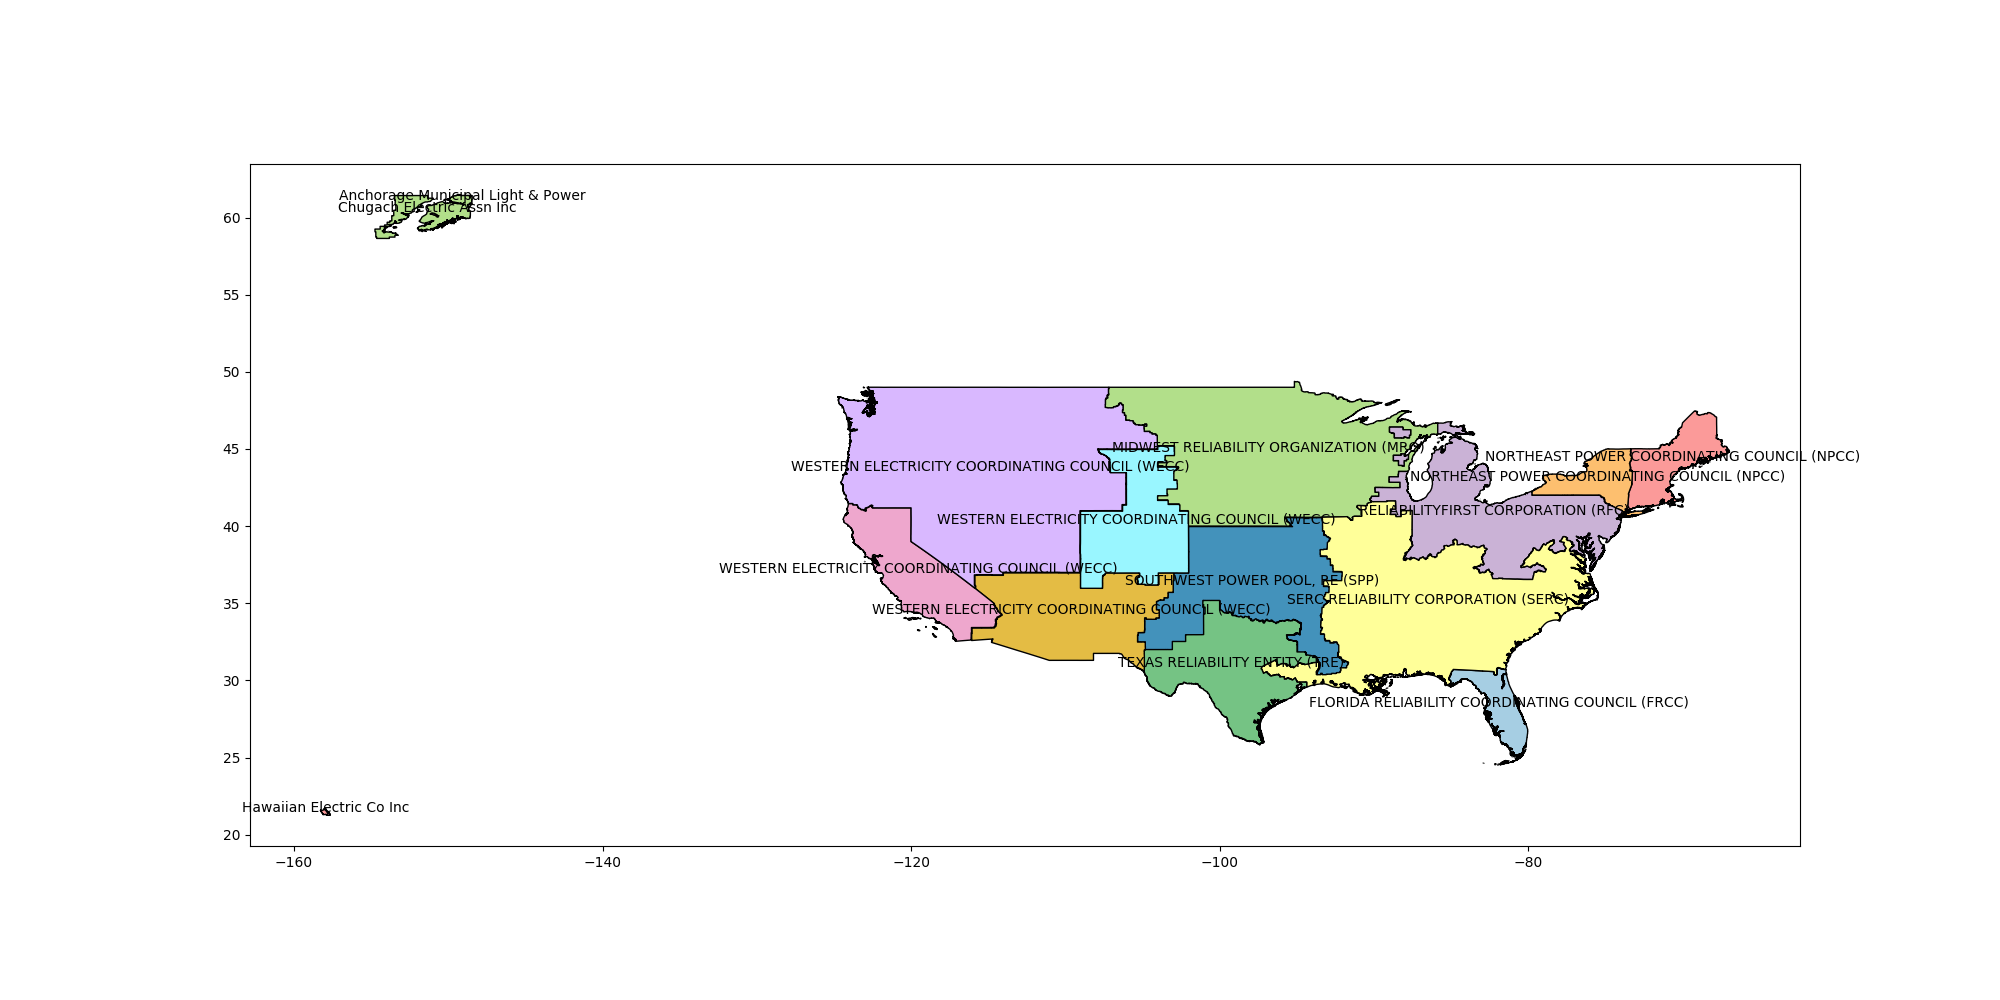 Anchorage Municipal Light & Power
Chugach Electric Assn Inc
60
55
50
45
MIDWEST RELIABILITY ORGANIZATION (MRO)
NORTHEAST POWER COORDINATING COUNCIL (NPCC)
WESTERN ELECTRICITY COORDINATING COUNCIL (WECC)
NORTHEAST POWER COORDINATING COUNCIL (NPCC)
40
WESTERN ELECTRICITY COORDINATING COUNCIL (WECC)
RELIABILITYFIRST CORPORATION (RFC)
WESTERN ELECTRICITY COORDINATING COUNCIL (WECC)
SOUTHWEST POWER POOL, RE (SPP)
35
SERC RELIABILITY CORPORATION (SERC)
WESTERN ELECTRICITY COORDINATING COUNCIL (WECC)
TEXAS RELIABILITY ENTITY (TRE)
30
FLORIDA RELIABILITY COORDINATING COUNCIL (FRCC)
25
Hawaiian Electric Co Inc
20
−160 −140 −120 −100 −80